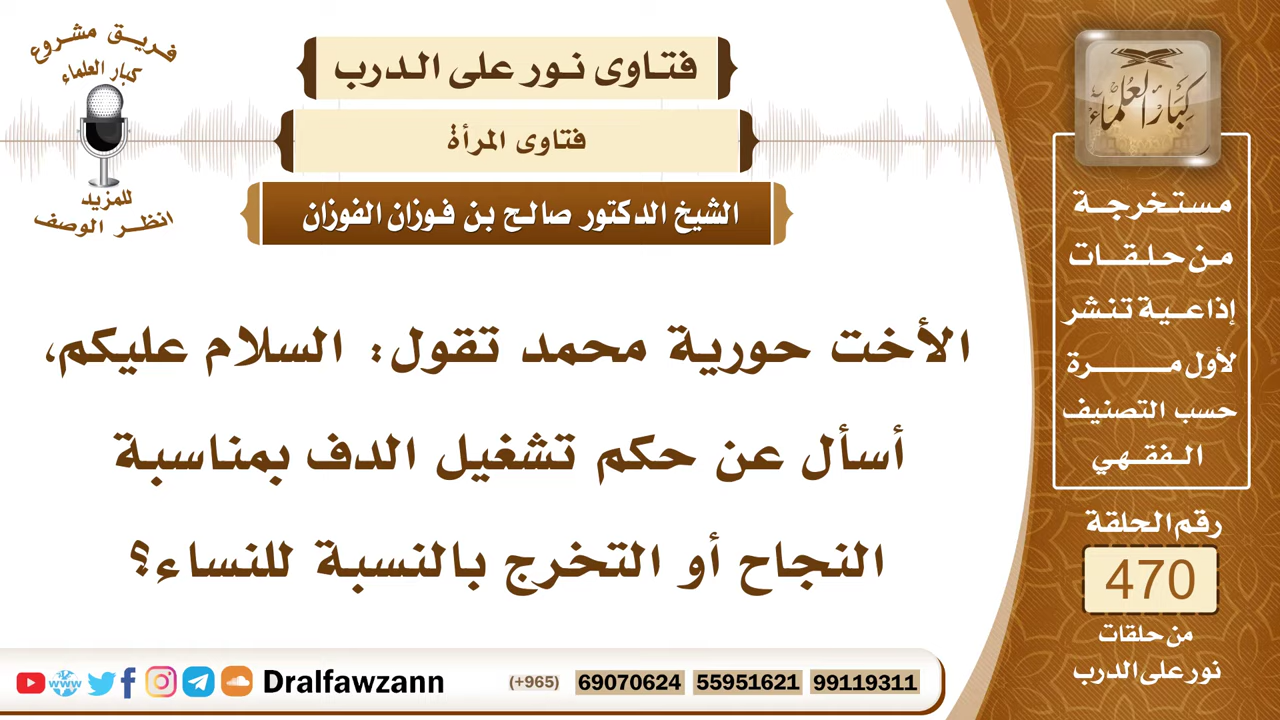 فريق مشروع
كبار العلماء
للمزيد
انظر الوصف
فتاوى نور على الدرب
فتاوى المرأة
الشيخ الدكتور صالح بن فوزان الفوزان
الأخت حورية محمد تقول: السلام عليكم،
أسأل عن حكم تشغيل الدف بمناسبة
النجاح أو التخرج بالنسبة للنساء؟
كبار العلماء
مستخرجة
من حلقات
إذاعية تنشر
لأول مرة
حسب التصنيف
الفقهي
رقم الحلقة
470
من حلقات
نور على الدرب
www
Dralfawzann
(+965) 69070624 55951621 99119311